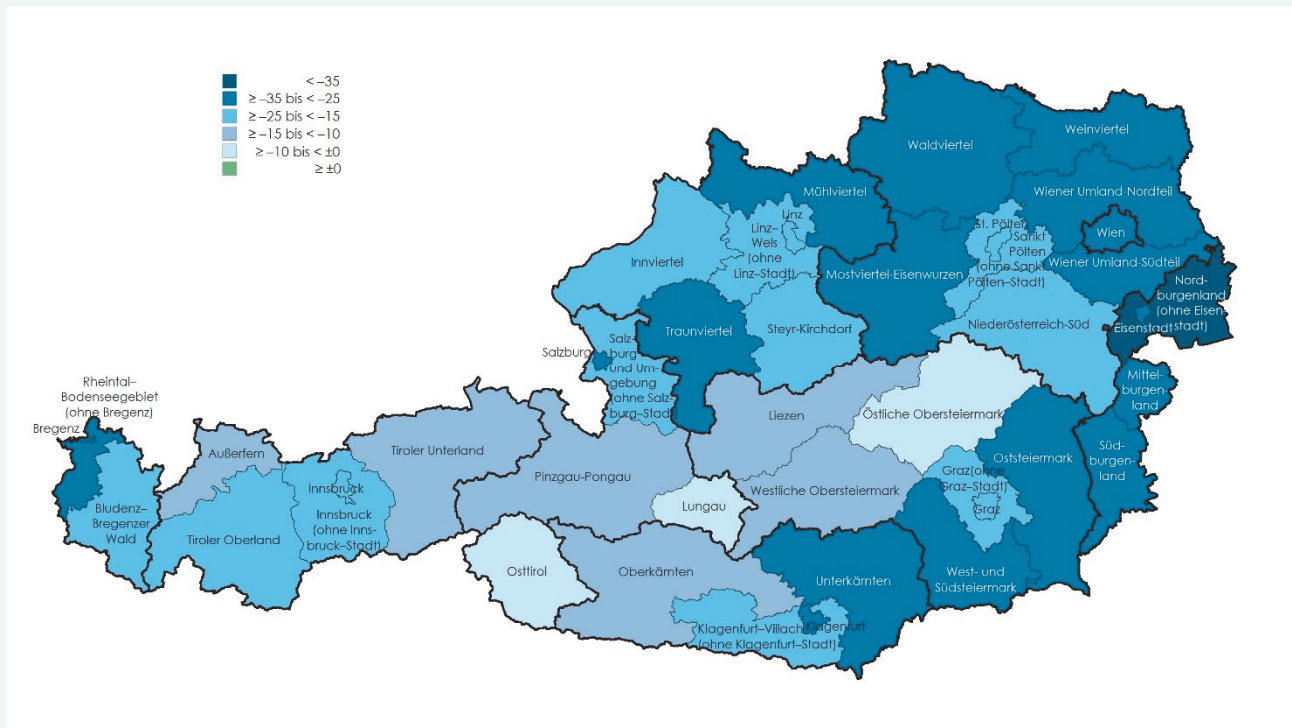 < –35
≥ –35 bis < –25
≥ –25 bis < –15
≥ –15 bis < –10
≥ –10 bis < ±0
≥ ±0
Waldviertel
Weinviertel
Mühlviertel
Wiener Umland-Nordteil
Linz
Linz–
Wels
(ohne
Linz–Stadt)
St. Pölten
Sankt
Pölten
(ohne Sankt
Pölten–Stadt)
Wien
Innviertel
Mostviertel-Eisenwurzen
Wiener Umland-Südteil
Nord-
burgenland
(ohne Eisen-
stadt)
Eisenstadt
Traunviertel
Steyr-Kirchdorf
Niederösterreich-Süd
Salzburg
Salz-
burg
und Um-
gebung
(ohne Salz-
burg–Stadt)
Mittel-
burgen-
land
Rheintal–
Bodenseegebiet
(ohne Bregenz)
Bregenz
Liezen
Östliche Obersteiermark
Außerfern
Tiroler Unterland
Süd-
burgen-
land
Oststeiermark
Graz(ohne
Graz–Stadt)
Graz
Pinzgau-Pongau
Westliche Obersteiermark
Innsbruck
Innsbruck
(ohne Inns-
bruck–Stadt)
Lungau
Bludenz–
Bregenzer
Wald
Tiroler Oberland
Osttirol
Oberkärnten
Unterkärnten
West- und
Südsteiermark
Klagenfurt–Villach
(ohne Klagenfurt–Stadt)
Klagenfurt